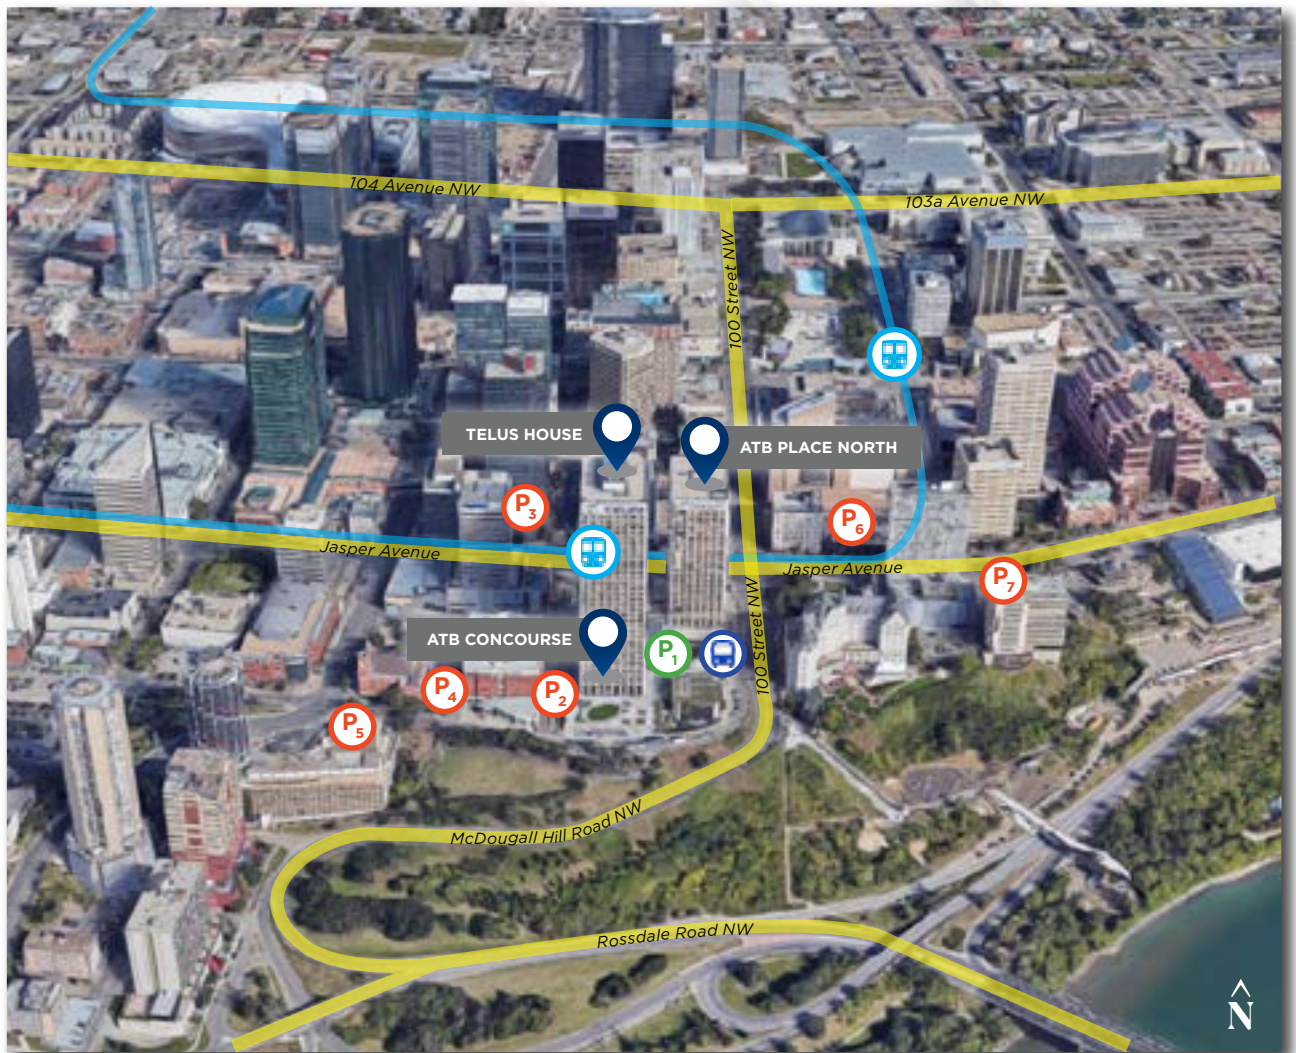 104 Avenue NW
103a Avenue NW
100 Street NW
TELUS HOUSE
ATB PLACE NORTH
P3
P6
Jasper Avenue
Jasper Avenue
P7
100 Street NW
ATB CONCOURSE
P1
P4
P2
P5
McDougall Hill Road NW
Rossdale Road NW
N